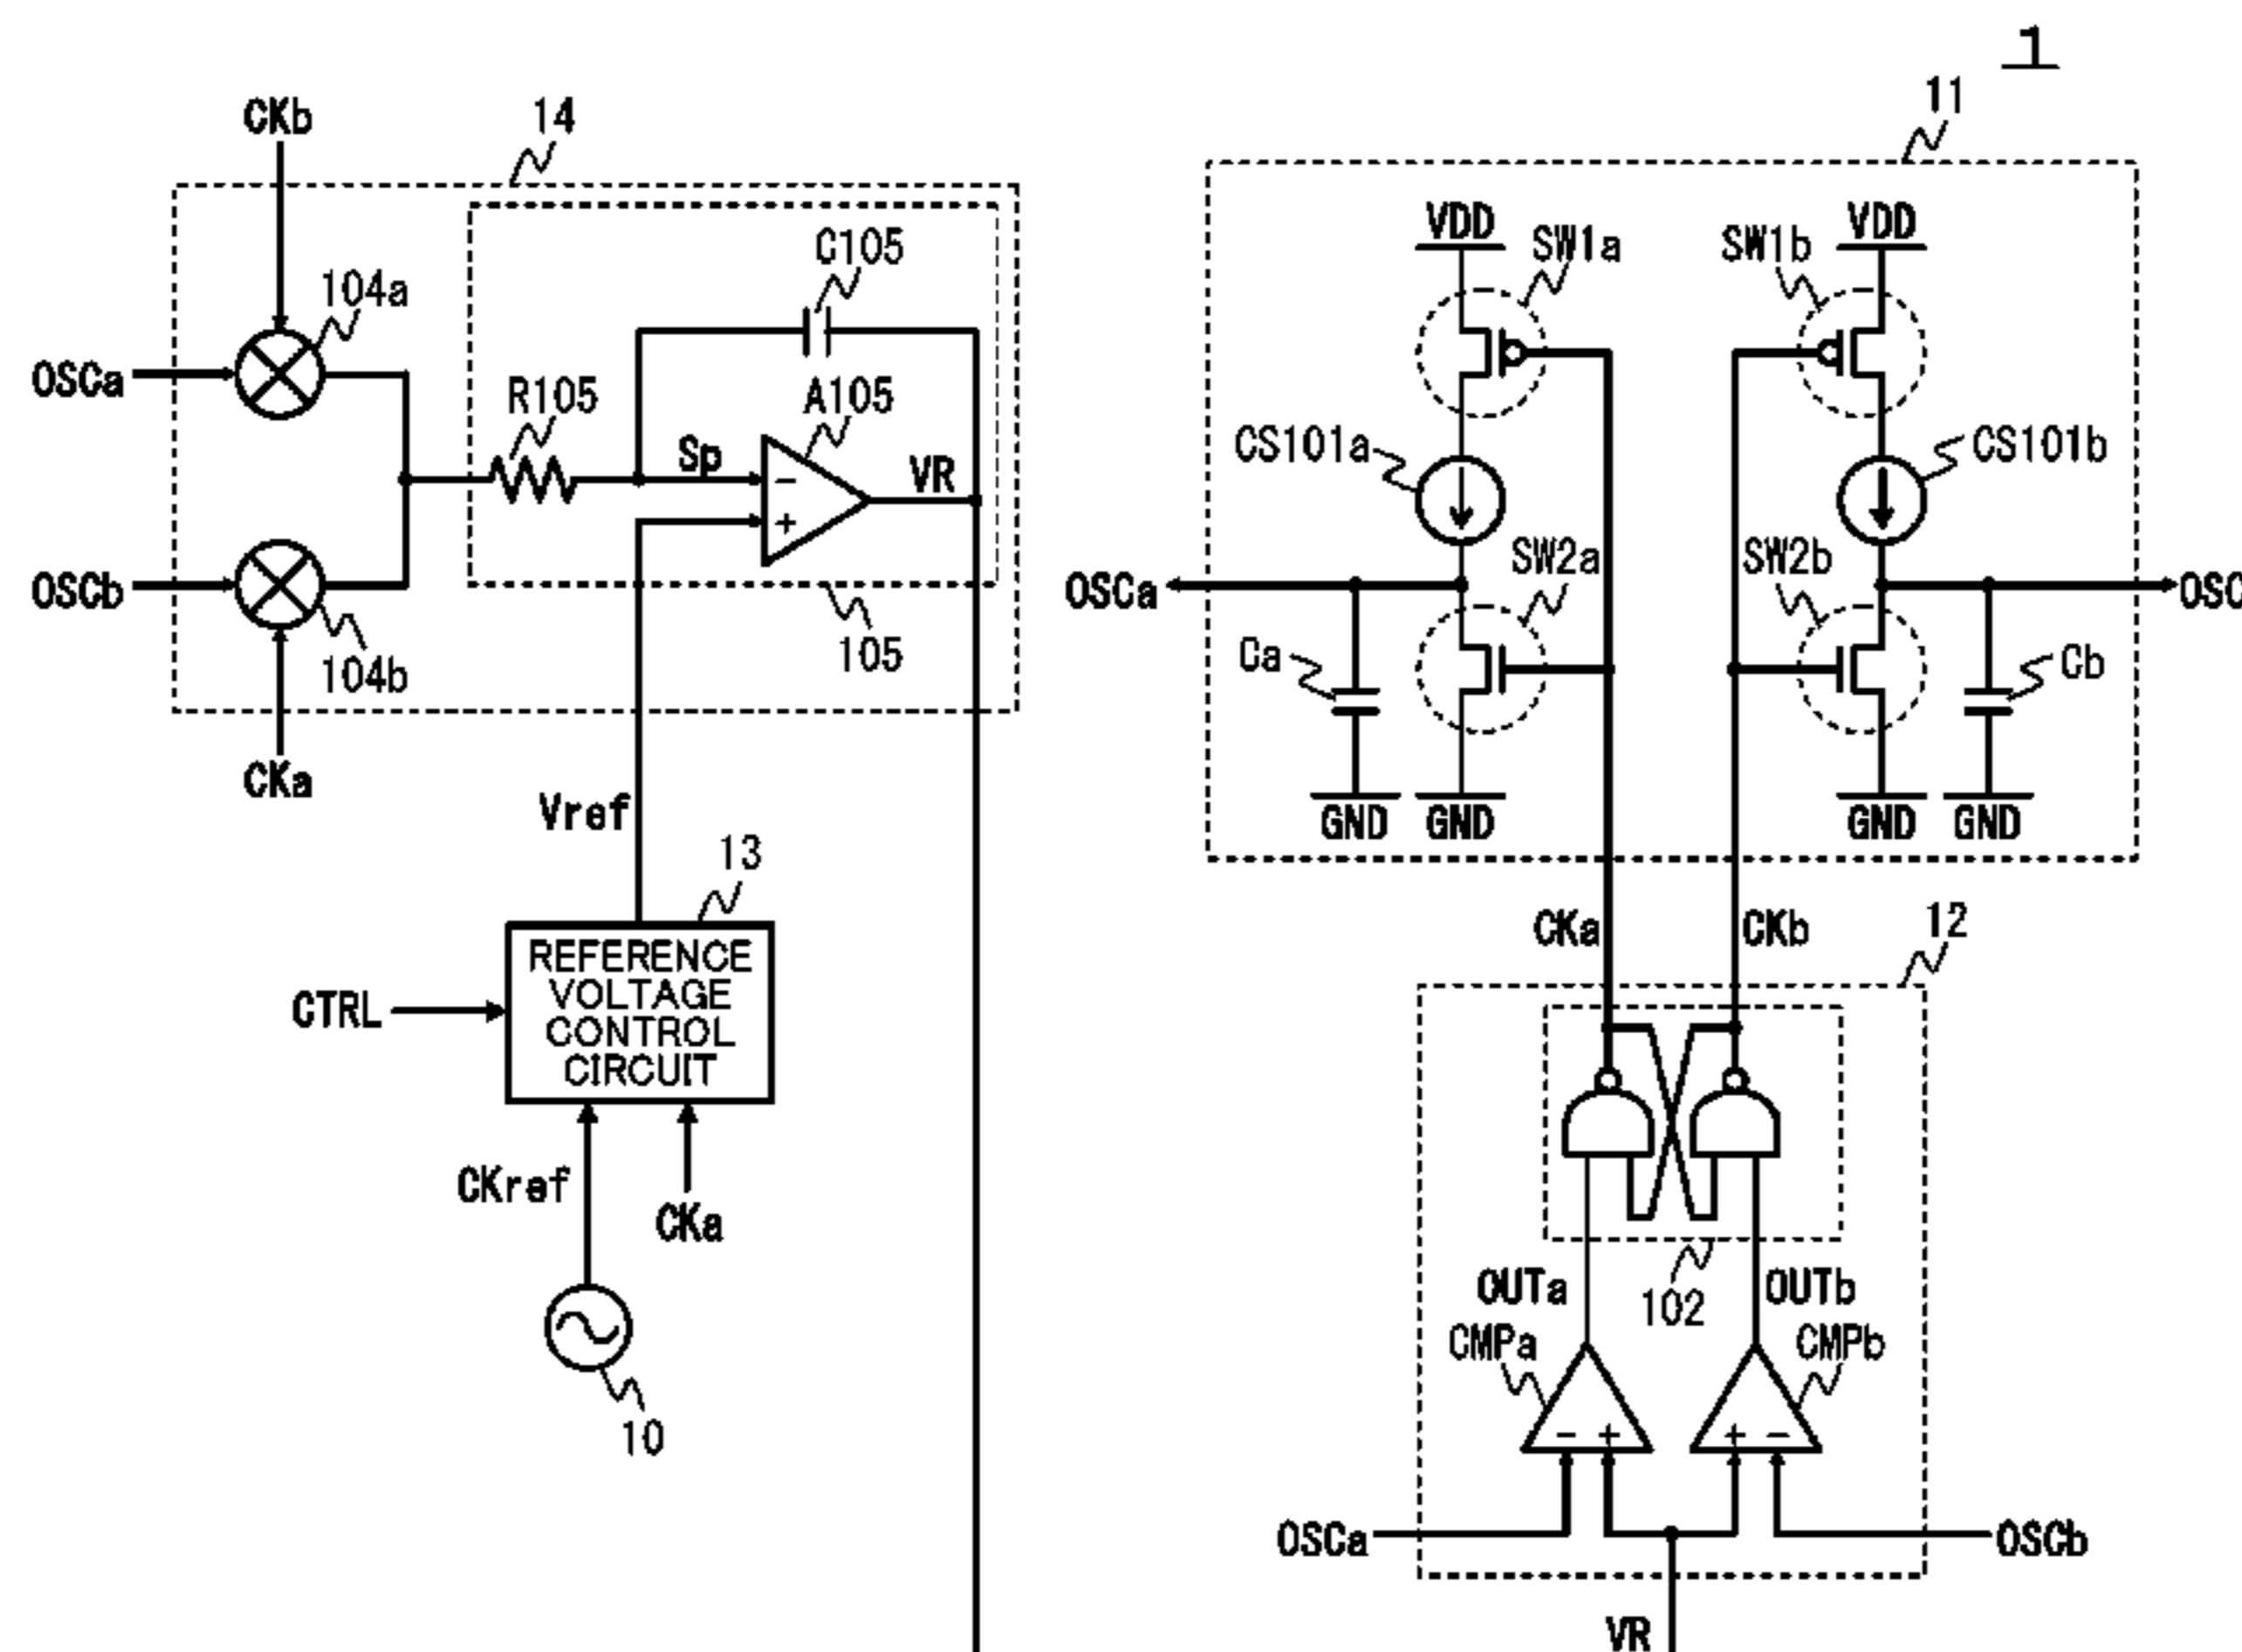 1
CKb
14
11
C105
104a
OSCa
R105
A105
Sp
VR
-
+
OSCb
104b
105
CKa
Vref
13
REFERENCE
VOLTAGE
CONTROL
CIRCUIT
CTRL
CKref
CKa
10
VDD
SW1a
SW1b
VDD
CS101a
CS101b
SW2a
SW2b
OSCa
OSC
Ca
Cb
GND
GND
GND
GND
CKa
CKb
12
OUTa
102
OUTb
CMPa
CMPb
- +
+ -
OSCa
OSCb
VR